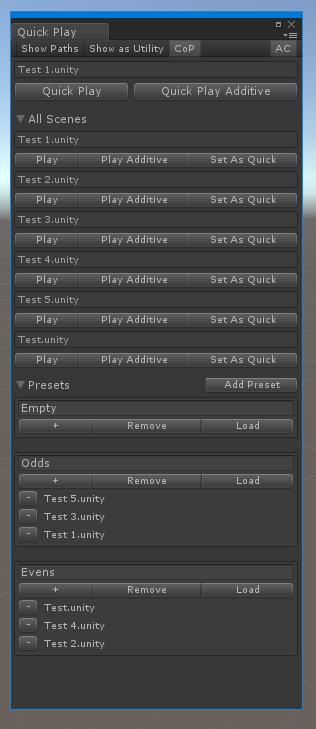 Quick Play
Show Paths Show as Utility CoP AC
Test 1.unity
Quick Play Quick Play Additive
All Scenes
Test 1.unity
Play Play Additive Set As Quick
Test 2.unity
Play Play Additive Set As Quick
Test 3.unity
Play Play Additive Set As Quick
Test 4.unity
Play Play Additive Set As Quick
Test 5.unity
Play Play Additive Set As Quick
Test.unity
Play Play Additive Set As Quick
Presets Add Preset
Empty
+ Remove Load
Odds
+ Remove Load
- Test 5.unity
- Test 3.unity
- Test 1.unity
Evens
+ Remove Load
- Test.unity
- Test 4.unity
- Test 2.unity